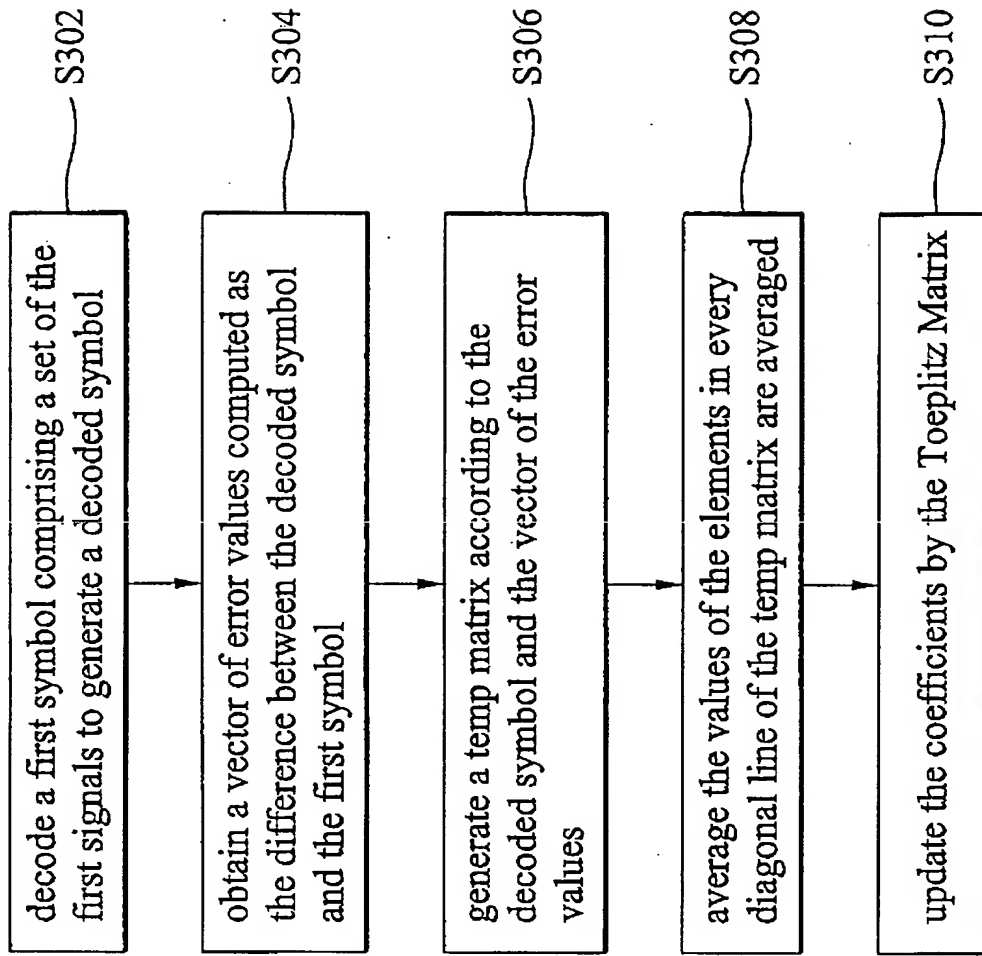 decode a first symbol comprising a set of the
first signals to generate a decoded symbol
S302
obtain a vector of error values computed as
the difference between the decoded symbol
and the first symbol
S304
generate a temp matrix according to the
decoded symbol and the vector of the error
values
S306
average the values of the elements in every
diagonal line of the temp matrix are averaged
S308
update the coefficients by the Toeplitz Matrix
S310